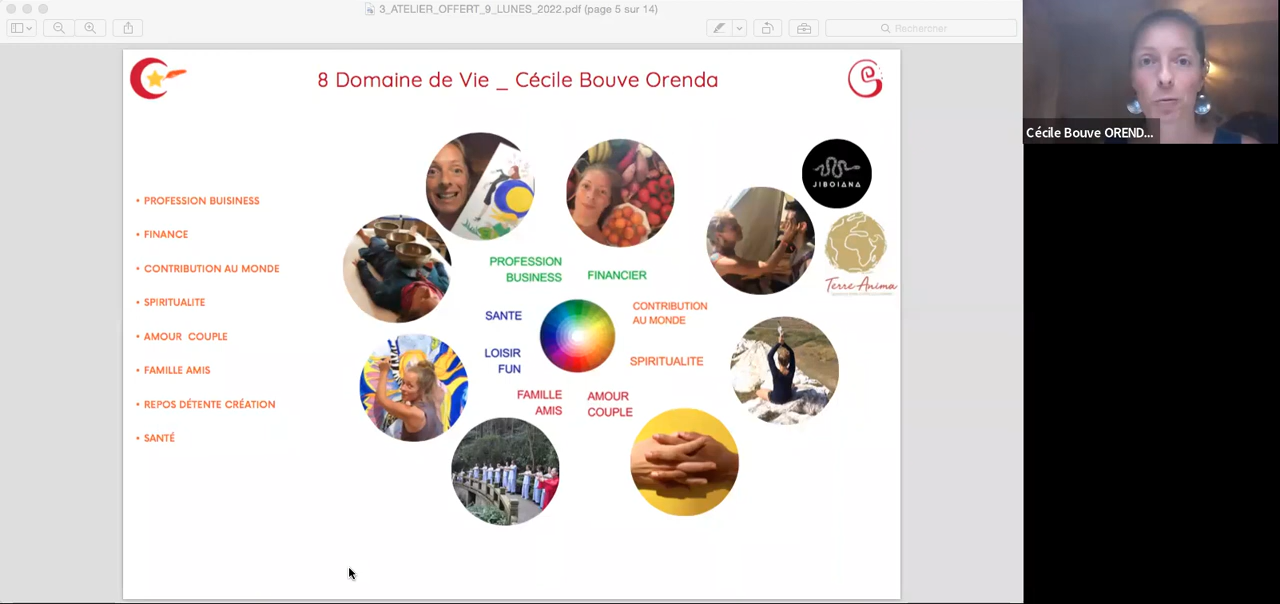 3_ATELIER_OFFERT_9_LUNES_2022.pdf (page 5 sur 14)
Rechercher
8 Domaine de Vie _ Cécile Bouve Orenda
Cécile Bouve OREND...
JIBOIANA
• PROFESSION BUISINESS
• FINANCE
• CONTRIBUTION AU MONDE
• SPIRITUALITE
• AMOUR COUPLE
• FAMILLE AMIS
• REPOS DÉTENTE CRÉATION
• SANTÉ
PROFESSION
BUSINESS
FINANCIER
Terre Anima
SANTE
CONTRIBUTION
AU MONDE
LOISIR
FUN
SPIRITUALITE
FAMILLE
AMIS
AMOUR
COUPLE